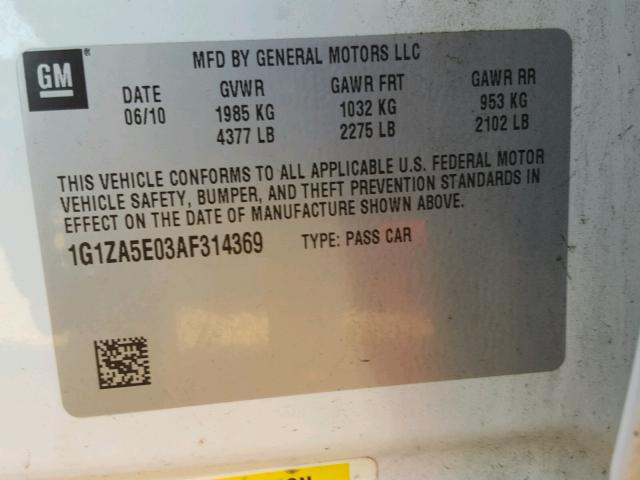 GM®
MFD BY GENERAL MOTORS LLC
DATE GVWR GAWR FRT GAWR RR
06/10 1985 KG 1032 KG 953 KG
4377 LB 2275 LB 2102 LB
THIS VEHICLE CONFORMS TO ALL APPLICABLE U.S. FEDERAL MOTOR
VEHICLE SAFETY, BUMPER, AND THEFT PREVENTION STANDARDS IN
EFFECT ON THE DATE OF MANUFACTURE SHOWN ABOVE.
1G1ZA5E03AF314369 TYPE: PASS CAR